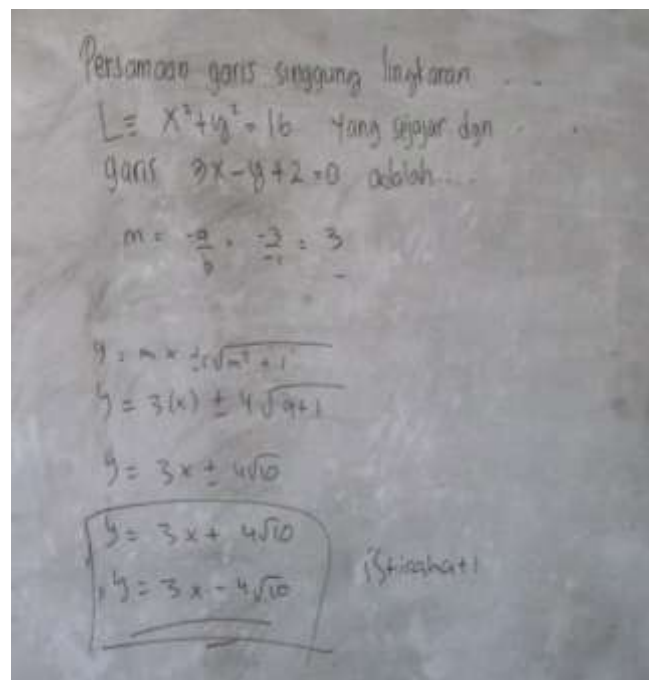 Persamaan garis singgung lingkaran ...
L ≡ x²+y² = 16 yang sejajar dgn
garis 3x-y+2=0 adalah....
m = -a/b = -3/-1 = 3
y = mx ± r√m²+1
y = 3(x) ± 4√9+1
y = 3x ± 4√10
y = 3x + 4√10
y = 3x - 4√10
istirahat!